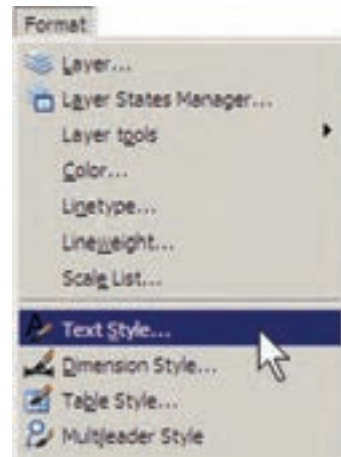 Format
Layer...
Layer States Manager...
Layer tools
Color...
Linetype...
Lineweight...
Scale List...
Text Style...
Dimension Style...
Table Style...
Multileader Style